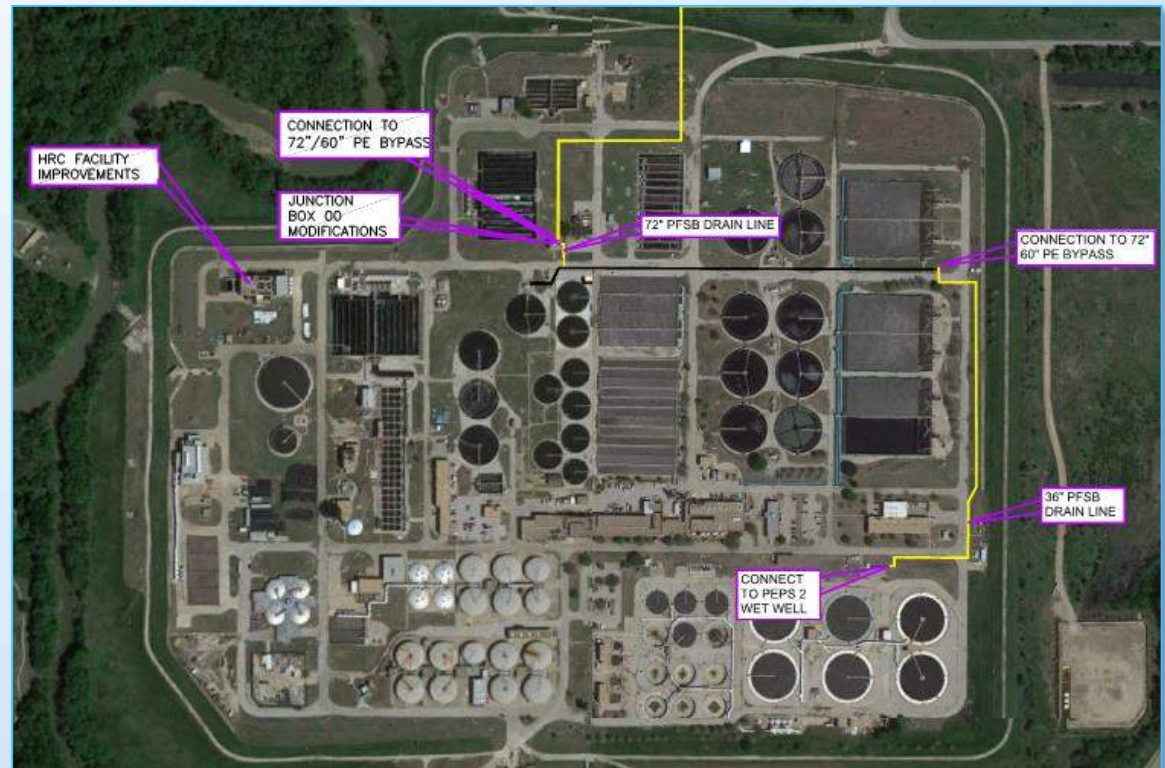 CONNECTION TO
72"/60" PE BYPASS
HRC FACILITY
IMPROVEMENTS
JUNCTION
BOX 00
MODIFICATIONS
72" PFSB DRAIN LINE
CONNECTION TO 72"
60" PE BYPASS
36" PFSB
DRAIN LINE
CONNECT
TO PEPS 2
WET WELL